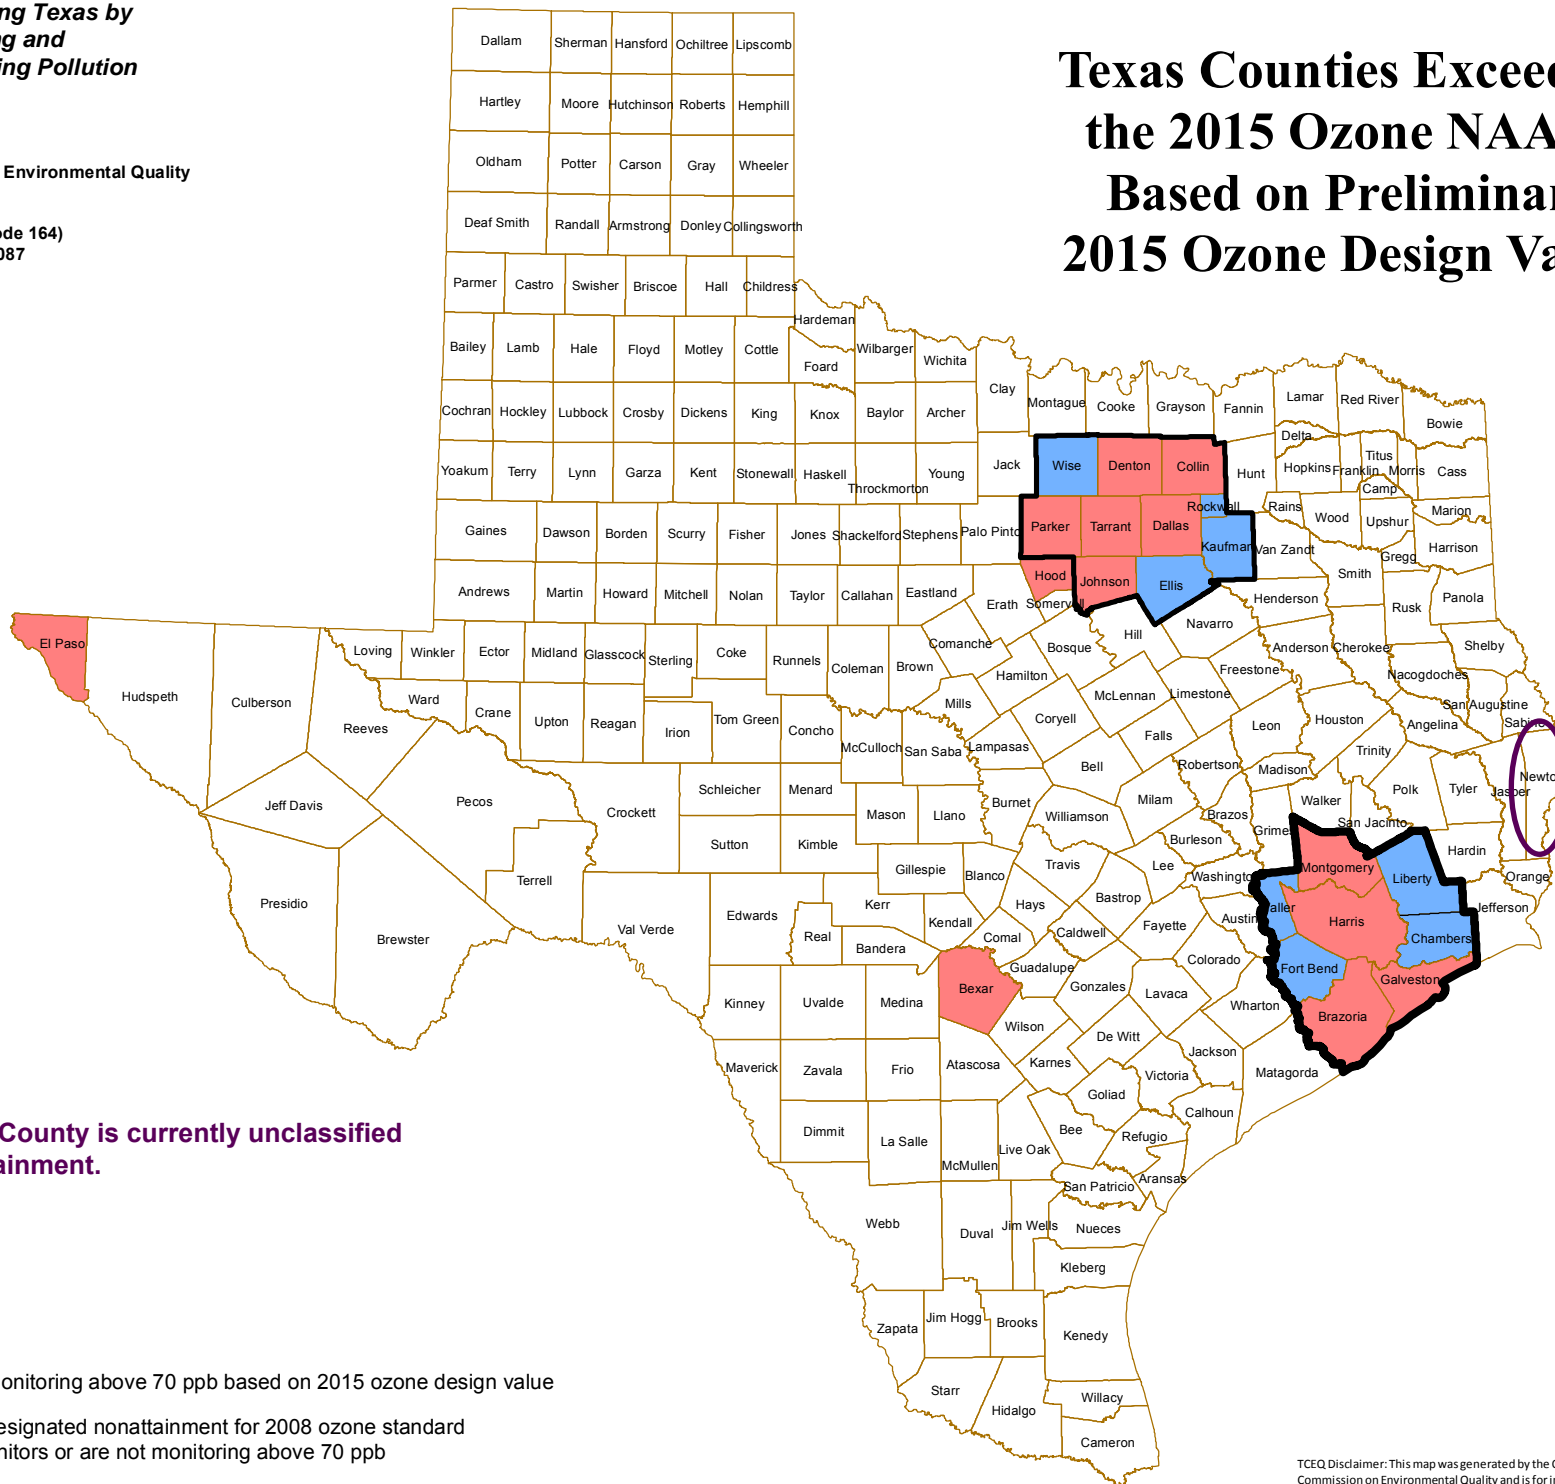 ng Texas by
g and
ing Pollution
Environmental Quality
ode 164)
087
Texas Counties Exceed
the 2015 Ozone NAA
Based on Preliminar
2015 Ozone Design Va
Dallam Sherman Hansford Ochiltree Lipscomb
Hartley Moore Hutchinson Roberts Hemphill
Oldham Potter Carson Gray Wheeler
Deaf Smith Randall Armstrong Donley Collingsworth
Parmer Castro Swisher Briscoe Hall Childress
Hardeman
Bailey Lamb Hale Floyd Motley Cottle Foard Wilbarger Wichita
Clay Montague Cooke Grayson Fannin Lamar Red River Bowie
Cochran Hockley Lubbock Crosby Dickens King Knox Baylor Archer
Delta Titus
Yoakum Terry Lynn Garza Kent Stonewall Haskell Throckmorton Young Jack Wise Denton Collin Hunt Hopkins Franklin Morris Cass
Camp
Rockwall Rains Wood Upshur Marion
Gaines Dawson Borden Scurry Fisher Jones Shackelford Stephens Palo Pinto Parker Tarrant Dallas Kaufman Van Zandt Gregg Harrison
Hood Johnson Ellis Smith
Andrews Martin Howard Mitchell Nolan Taylor Callahan Eastland Erath Somervell Henderson Rusk Panola
El Paso Loving Winkler Ector Midland Glasscock Sterling Coke Runnels Coleman Brown Comanche Bosque Hill Navarro Anderson Cherokee Shelby
Hudspeth Culberson Reeves Ward Crane Upton Reagan Irion Tom Green Concho Mills Hamilton McLennan Limestone Freestone Nacogdoches
San Augustine Sabine
McCulloch San Saba Lampasas Coryell Falls Leon Houston Angelina
Trinity
Jeff Davis Pecos Crockett Schleicher Menard Mason Llano Burnet Bell Milam Robertson Madison Walker Polk Tyler Jasper Newto
Sutton Kimble Williamson Brazos Grimes San Jacinto
Terrell Gillespie Blanco Travis Lee Burleson Washingto Montgomery Liberty Hardin Orange
Presidio Brewster Val Verde Edwards Real Kerr Kendall Hays Bastrop Fayette Austin aller Harris Chambers Jefferson
Bandera Comal Caldwell
Bexar Guadalupe Gonzales Lavaca Colorado Fort Bend Galveston
Kinney Uvalde Medina Wilson Wharton Brazoria
De Witt Jackson
Maverick Zavala Frio Atascosa Karnes Victoria Matagorda
Goliad Calhoun
Dimmit La Salle McMullen Live Oak Bee Refugio
San Patricio Aransas
Webb Duval Jim Wells Nueces
Kleberg
Zapata Jim Hogg Brooks Kenedy
Starr Hidalgo Willacy
Cameron
County is currently unclassified
ainment.
onitoring above 70 ppb based on 2015 ozone design value
esignated nonattainment for 2008 ozone standard
nitors or are not monitoring above 70 ppb
TCEQ Disclaimer: This map was generated by the
Commission on Environmental Quality and is for